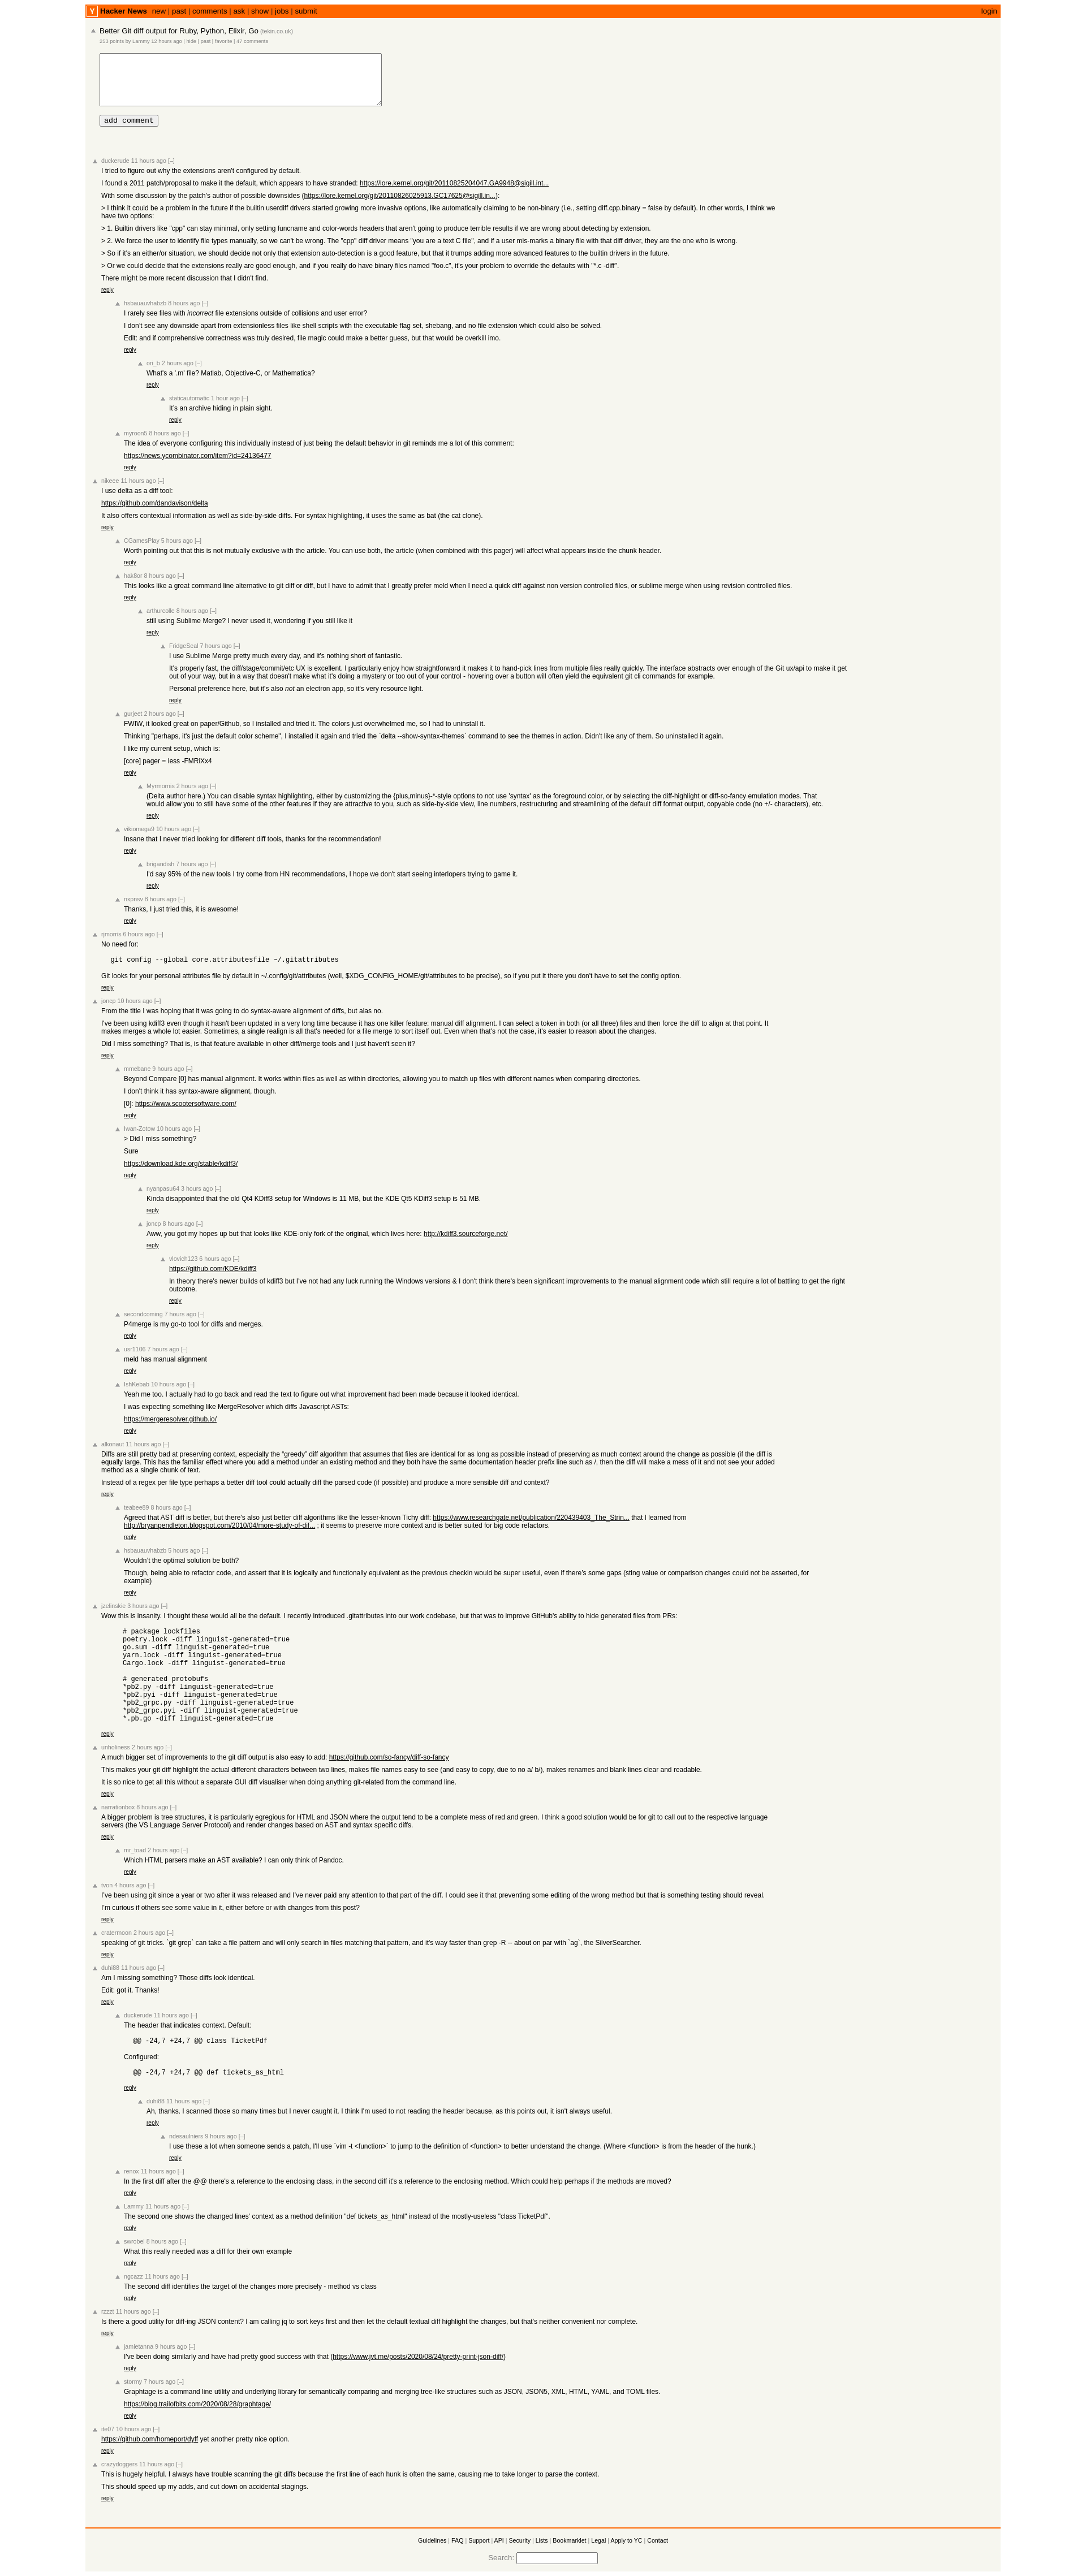 Y Hacker News new | past | comments | ask | show | jobs | submit login
Better Git diff output for Ruby, Python, Elixir, Go (tekin.co.uk)
253 points by Lammy 12 hours ago | hide | past | favorite | 47 comments
add comment
duckerude 11 hours ago [–]
I tried to figure out why the extensions aren't configured by default.
I found a 2011 patch/proposal to make it the default, which appears to have stranded: https://lore.kernel.org/git/20110825204047.GA9948@sigill.int...
With some discussion by the patch's author of possible downsides (https://lore.kernel.org/git/20110826025913.GC17625@sigill.in...):
> I think it could be a problem in the future if the builtin userdiff drivers started growing more invasive options, like automatically claiming to be non-binary (i.e., setting diff.cpp.binary = false by default). In other words, I think we
have two options:
> 1. Builtin drivers like "cpp" can stay minimal, only setting funcname and color-words headers that aren't going to produce terrible results if we are wrong about detecting by extension.
> 2. We force the user to identify file types manually, so we can't be wrong. The "cpp" diff driver means "you are a text C file", and if a user mis-marks a binary file with that diff driver, they are the one who is wrong.
> So if it's an either/or situation, we should decide not only that extension auto-detection is a good feature, but that it trumps adding more advanced features to the builtin drivers in the future.
> Or we could decide that the extensions really are good enough, and if you really do have binary files named "foo.c", it's your problem to override the defaults with "*.c -diff".
There might be more recent discussion that I didn't find.
reply
hsbauauvhabzb 8 hours ago [–]
I rarely see files with incorrect file extensions outside of collisions and user error?
I don't see any downside apart from extensionless files like shell scripts with the executable flag set, shebang, and no file extension which could also be solved.
Edit: and if comprehensive correctness was truly desired, file magic could make a better guess, but that would be overkill imo.
reply
ori_b 2 hours ago [–]
What's a '.m' file? Matlab, Objective-C, or Mathematica?
reply
staticautomatic 1 hour ago [–]
It's an archive hiding in plain sight.
reply
myroon5 8 hours ago [–]
The idea of everyone configuring this individually instead of just being the default behavior in git reminds me a lot of this comment:
https://news.ycombinator.com/item?id=24136477
reply
nikeee 11 hours ago [–]
I use delta as a diff tool:
https://github.com/dandavison/delta
It also offers contextual information as well as side-by-side diffs. For syntax highlighting, it uses the same as bat (the cat clone).
reply
CGamesPlay 5 hours ago [–]
Worth pointing out that this is not mutually exclusive with the article. You can use both, the article (when combined with this pager) will affect what appears inside the chunk header.
reply
hak8or 8 hours ago [–]
This looks like a great command line alternative to git diff or diff, but I have to admit that I greatly prefer meld when I need a quick diff against non version controlled files, or sublime merge when using revision controlled files.
reply
arthurcolle 8 hours ago [–]
still using Sublime Merge? I never used it, wondering if you still like it
reply
FridgeSeal 7 hours ago [–]
I use Sublime Merge pretty much every day, and it's nothing short of fantastic.
It's properly fast, the diff/stage/commit/etc UX is excellent. I particularly enjoy how straightforward it makes it to hand-pick lines from multiple files really quickly. The interface abstracts over enough of the Git ux/api to make it get
out of your way, but in a way that doesn't make what it's doing a mystery or too out of your control - hovering over a button will often yield the equivalent git cli commands for example.
Personal preference here, but it's also not an electron app, so it's very resource light.
reply
gurjeet 2 hours ago [–]
FWIW, it looked great on paper/Github, so I installed and tried it. The colors just overwhelmed me, so I had to uninstall it.
Thinking "perhaps, it's just the default color scheme", I installed it again and tried the `delta --show-syntax-themes` command to see the themes in action. Didn't like any of them. So uninstalled it again.
I like my current setup, which is:
[core] pager = less -FMRiXx4
reply
Myrmornis 2 hours ago [–]
(Delta author here.) You can disable syntax highlighting, either by customizing the {plus,minus}-*-style options to not use 'syntax' as the foreground color, or by selecting the diff-highlight or diff-so-fancy emulation modes. That
would allow you to still have some of the other features if they are attractive to you, such as side-by-side view, line numbers, restructuring and streamlining of the default diff format output, copyable code (no +/- characters), etc.
reply
vikiomega9 10 hours ago [–]
Insane that I never tried looking for different diff tools, thanks for the recommendation!
reply
brigandish 7 hours ago [–]
I'd say 95% of the new tools I try come from HN recommendations, I hope we don't start seeing interlopers trying to game it.
reply
nxpnsv 8 hours ago [–]
Thanks, I just tried this, it is awesome!
reply
rjmorris 6 hours ago [–]
No need for:
git config --global core.attributesfile ~/.gitattributes
Git looks for your personal attributes file by default in ~/.config/git/attributes (well, $XDG_CONFIG_HOME/git/attributes to be precise), so if you put it there you don't have to set the config option.
reply
joncp 10 hours ago [–]
From the title I was hoping that it was going to do syntax-aware alignment of diffs, but alas no.
I've been using kdiff3 even though it hasn't been updated in a very long time because it has one killer feature: manual diff alignment. I can select a token in both (or all three) files and then force the diff to align at that point. It
makes merges a whole lot easier. Sometimes, a single realign is all that's needed for a file merge to sort itself out. Even when that's not the case, it's easier to reason about the changes.
Did I miss something? That is, is that feature available in other diff/merge tools and I just haven't seen it?
reply
mmebane 9 hours ago [–]
Beyond Compare [0] has manual alignment. It works within files as well as within directories, allowing you to match up files with different names when comparing directories.
I don't think it has syntax-aware alignment, though.
[0]: https://www.scootersoftware.com/
reply
Iwan-Zotow 10 hours ago [–]
> Did I miss something?
Sure
https://download.kde.org/stable/kdiff3/
reply
nyanpasu64 3 hours ago [–]
Kinda disappointed that the old Qt4 KDiff3 setup for Windows is 11 MB, but the KDE Qt5 KDiff3 setup is 51 MB.
reply
joncp 8 hours ago [–]
Aww, you got my hopes up but that looks like KDE-only fork of the original, which lives here: http://kdiff3.sourceforge.net/
reply
vlovich123 6 hours ago [–]
https://github.com/KDE/kdiff3
In theory there's newer builds of kdiff3 but I've not had any luck running the Windows versions & I don't think there's been significant improvements to the manual alignment code which still require a lot of battling to get the right
outcome.
reply
secondcoming 7 hours ago [–]
P4merge is my go-to tool for diffs and merges.
reply
usr1106 7 hours ago [–]
meld has manual alignment
reply
IshKebab 10 hours ago [–]
Yeah me too. I actually had to go back and read the text to figure out what improvement had been made because it looked identical.
I was expecting something like MergeResolver which diffs Javascript ASTs:
https://mergeresolver.github.io/
reply
alkonaut 11 hours ago [–]
Diffs are still pretty bad at preserving context, especially the “greedy” diff algorithm that assumes that files are identical for as long as possible instead of preserving as much context around the change as possible (if the diff is
equally large. This has the familiar effect where you add a method under an existing method and they both have the same documentation header prefix line such as /, then the diff will make a mess of it and not see your added
method as a single chunk of text.
Instead of a regex per file type perhaps a better diff tool could actually diff the parsed code (if possible) and produce a more sensible diff and context?
reply
teabee89 8 hours ago [–]
Agreed that AST diff is better, but there's also just better diff algorithms like the lesser-known Tichy diff: https://www.researchgate.net/publication/220439403_The_Strin... that I learned from
http://bryanpendleton.blogspot.com/2010/04/more-study-of-dif... ; it seems to preserve more context and is better suited for big code refactors.
reply
hsbauauvhabzb 5 hours ago [–]
Wouldn't the optimal solution be both?
Though, being able to refactor code, and assert that it is logically and functionally equivalent as the previous checkin would be super useful, even if there's some gaps (sting value or comparison changes could not be asserted, for
example)
reply
jzelinskie 3 hours ago [–]
Wow this is insanity. I thought these would all be the default. I recently introduced .gitattributes into our work codebase, but that was to improve GitHub's ability to hide generated files from PRs:
# package lockfiles
poetry.lock -diff linguist-generated=true
go.sum -diff linguist-generated=true
yarn.lock -diff linguist-generated=true
Cargo.lock -diff linguist-generated=true
# generated protobufs
*pb2.py -diff linguist-generated=true
*pb2.pyi -diff linguist-generated=true
*pb2_grpc.py -diff linguist-generated=true
*pb2_grpc.pyi -diff linguist-generated=true
*.pb.go -diff linguist-generated=true
reply
unholiness 2 hours ago [–]
A much bigger set of improvements to the git diff output is also easy to add: https://github.com/so-fancy/diff-so-fancy
This makes your git diff highlight the actual different characters between two lines, makes file names easy to see (and easy to copy, due to no a/ b/), makes renames and blank lines clear and readable.
It is so nice to get all this without a separate GUI diff visualiser when doing anything git-related from the command line.
reply
narrationbox 8 hours ago [–]
A bigger problem is tree structures, it is particularly egregious for HTML and JSON where the output tend to be a complete mess of red and green. I think a good solution would be for git to call out to the respective language
servers (the VS Language Server Protocol) and render changes based on AST and syntax specific diffs.
reply
mr_toad 2 hours ago [–]
Which HTML parsers make an AST available? I can only think of Pandoc.
reply
tvon 4 hours ago [–]
I've been using git since a year or two after it was released and I've never paid any attention to that part of the diff. I could see it that preventing some editing of the wrong method but that is something testing should reveal.
I'm curious if others see some value in it, either before or with changes from this post?
reply
cratermoon 2 hours ago [–]
speaking of git tricks. `git grep` can take a file pattern and will only search in files matching that pattern, and it's way faster than grep -R -- about on par with `ag`, the SilverSearcher.
reply
duhi88 11 hours ago [–]
Am I missing something? Those diffs look identical.
Edit: got it. Thanks!
reply
duckerude 11 hours ago [–]
The header that indicates context. Default:
@@ -24,7 +24,7 @@ class TicketPdf
Configured:
@@ -24,7 +24,7 @@ def tickets_as_html
reply
duhi88 11 hours ago [–]
Ah, thanks. I scanned those so many times but I never caught it. I think I'm used to not reading the header because, as this points out, it isn't always useful.
reply
ndesaulniers 9 hours ago [–]
I use these a lot when someone sends a patch, I'll use `vim -t <function>` to jump to the definition of <function> to better understand the change. (Where <function> is from the header of the hunk.)
reply
renox 11 hours ago [–]
In the first diff after the @@ there's a reference to the enclosing class, in the second diff it's a reference to the enclosing method. Which could help perhaps if the methods are moved?
reply
Lammy 11 hours ago [–]
The second one shows the changed lines' context as a method definition "def tickets_as_html" instead of the mostly-useless "class TicketPdf".
reply
swrobel 8 hours ago [–]
What this really needed was a diff for their own example
reply
ngcazz 11 hours ago [–]
The second diff identifies the target of the changes more precisely - method vs class
reply
rzzzt 11 hours ago [–]
Is there a good utility for diff-ing JSON content? I am calling jq to sort keys first and then let the default textual diff highlight the changes, but that's neither convenient nor complete.
reply
jamietanna 9 hours ago [–]
I've been doing similarly and have had pretty good success with that (https://www.jvt.me/posts/2020/08/24/pretty-print-json-diff/)
reply
stormy 7 hours ago [–]
Graphtage is a command line utility and underlying library for semantically comparing and merging tree-like structures such as JSON, JSON5, XML, HTML, YAML, and TOML files.
https://blog.trailofbits.com/2020/08/28/graphtage/
reply
ite07 10 hours ago [–]
https://github.com/homeport/dyff yet another pretty nice option.
reply
crazydoggers 11 hours ago [–]
This is hugely helpful. I always have trouble scanning the git diffs because the first line of each hunk is often the same, causing me to take longer to parse the context.
This should speed up my adds, and cut down on accidental stagings.
reply
Guidelines | FAQ | Support | API | Security | Lists | Bookmarklet | Legal | Apply to YC | Contact
Search: